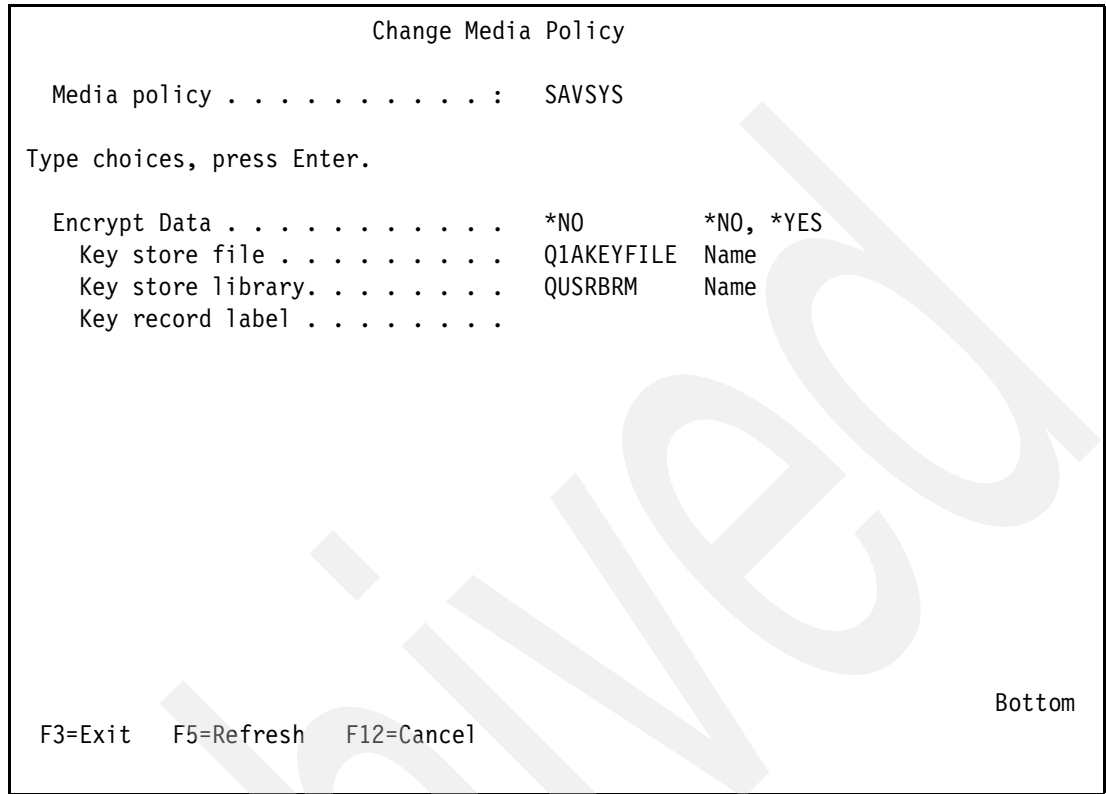 Change Media Policy
Media policy . . . . . . . . . . . : SAVSYS
Type choices, press Enter.
Encrypt Data . . . . . . . . . . . *NO *NO, *YES
Key store file . . . . . . . . . Q1AKEYFILE Name
Key store library. . . . . . . . QUSRBRM Name
Key record label . . . . . . . .
Bottom
F3=Exit F5=Refresh F12=Cancel
hived